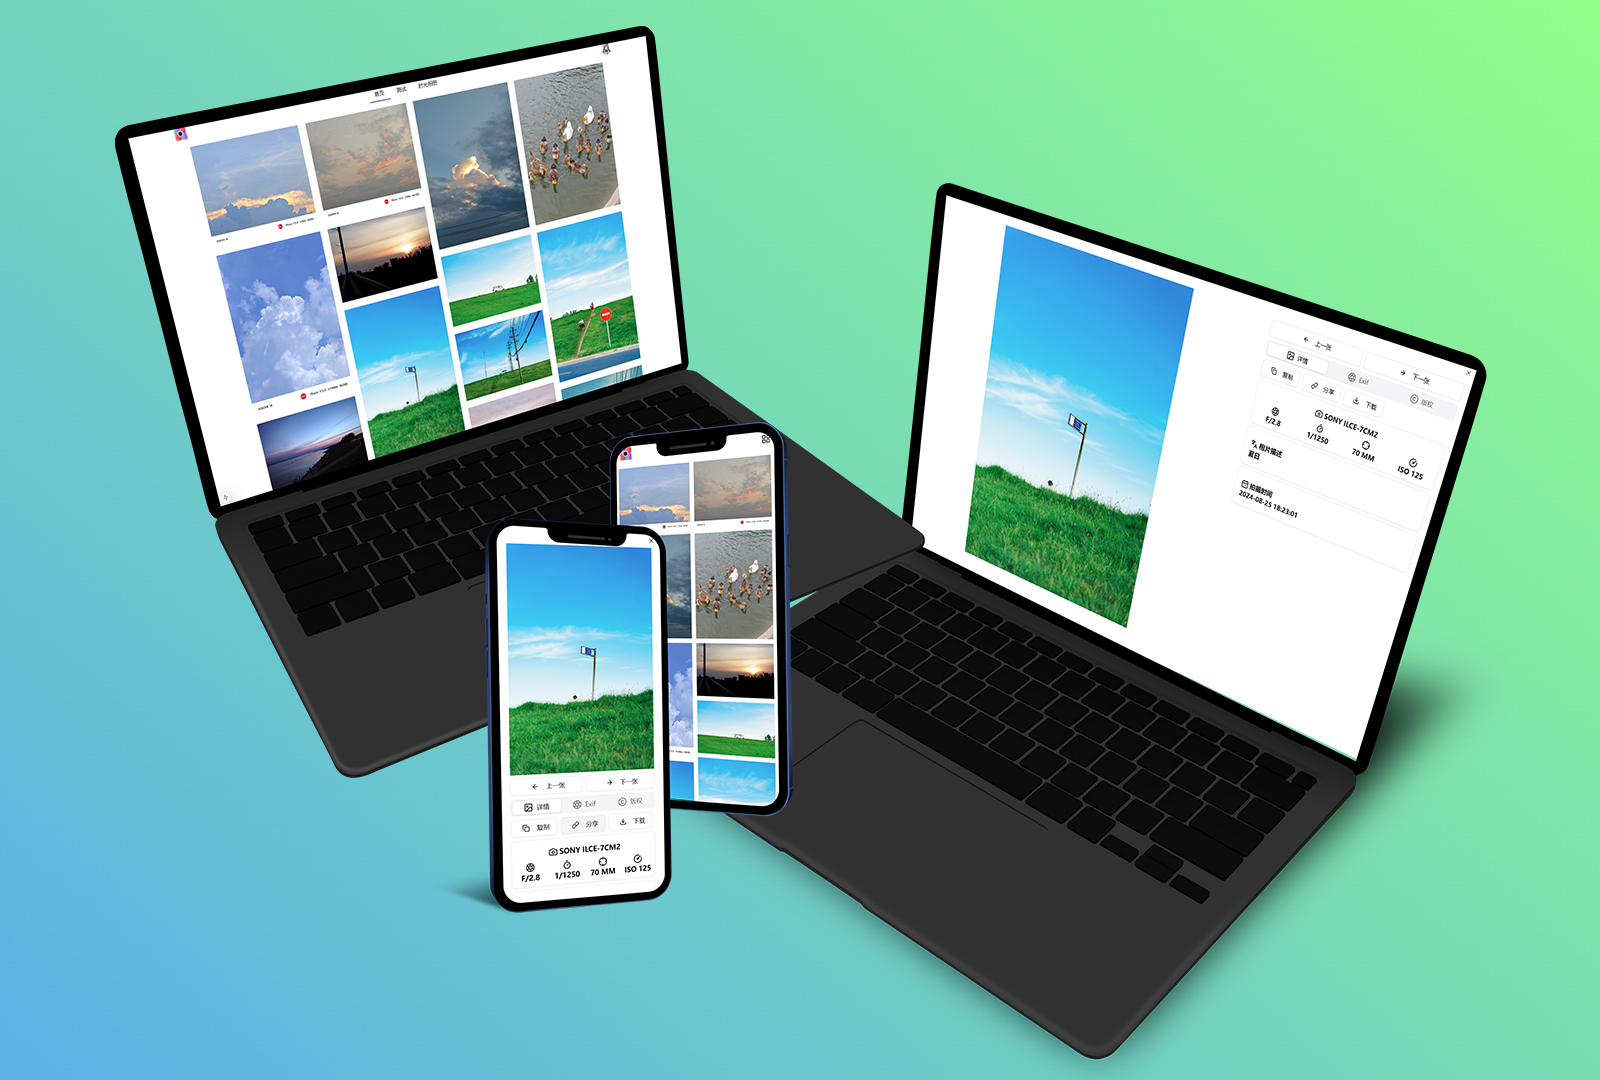 首页 测试 时光相册
上一张
下一张
详情
Exif
版权
复制
分享
下载
SONY ILCE-7CM2
F/2.8
1/1250
70 MM
ISO 125
相片描述
夏日
拍摄时间
2024-08-25 18:23:01
上一张 下一张
详情 Exif 版权
复制 分享 下载
SONY ILCE-7CM2
F/2.8 1/1250 70 MM ISO 125